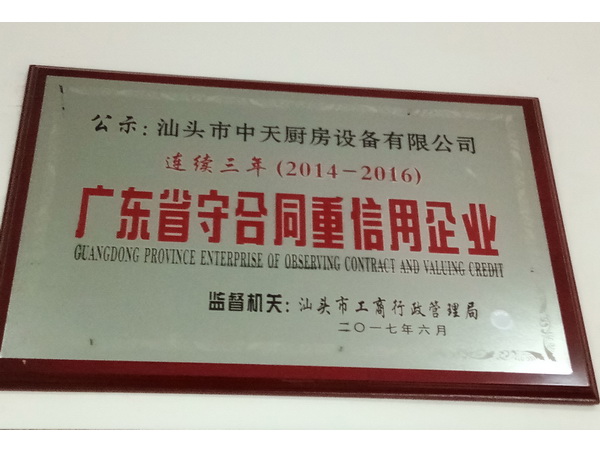 公示:汕头市中天厨房设备有限公司
连续三年(2014-2016)
广东省守合同重信用企业
GUANGDONG PROVINCE ENTERPRISE OF OBSERVING CONTRACT AND VALUING CREDIT
监督机关:汕头市工商行政管理局
二〇一七年六月